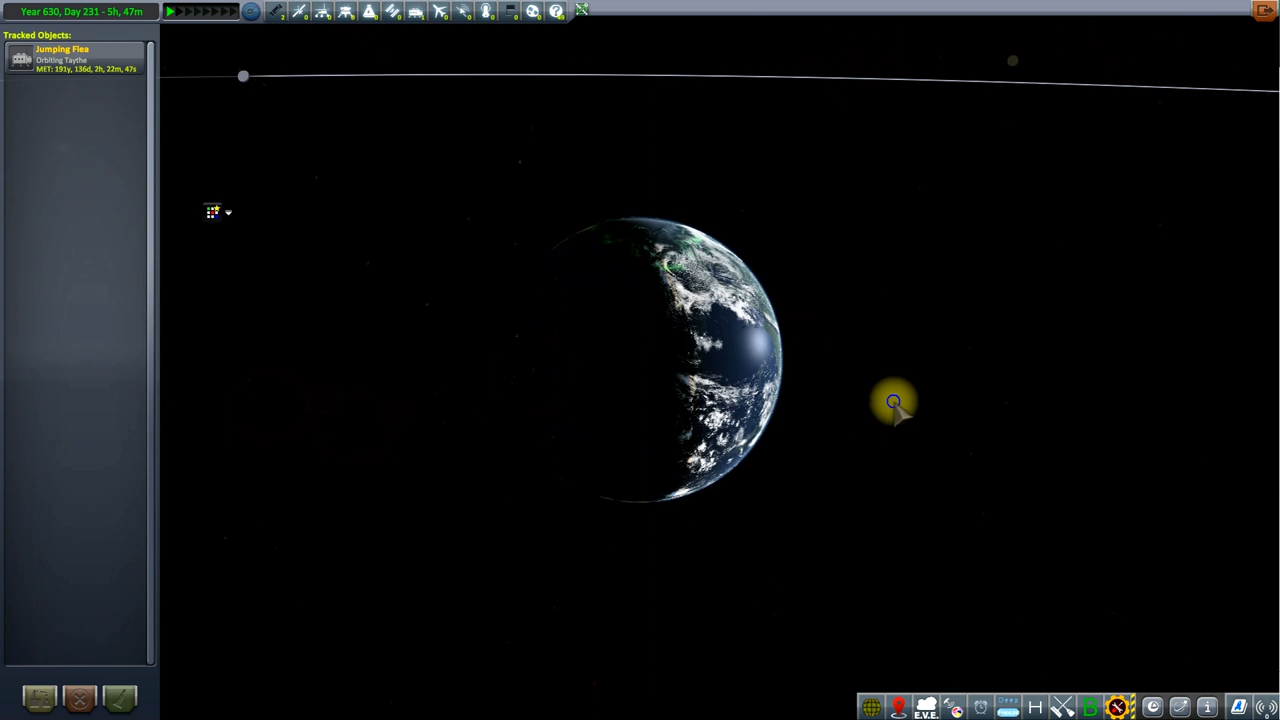 Year 630, Day 231 - 5h, 47m
Tracked Objects:
Jumping Flea
Orbiting Taythe
MET: 191y, 136d, 2h, 22m, 47s
E.V.E.
H
B